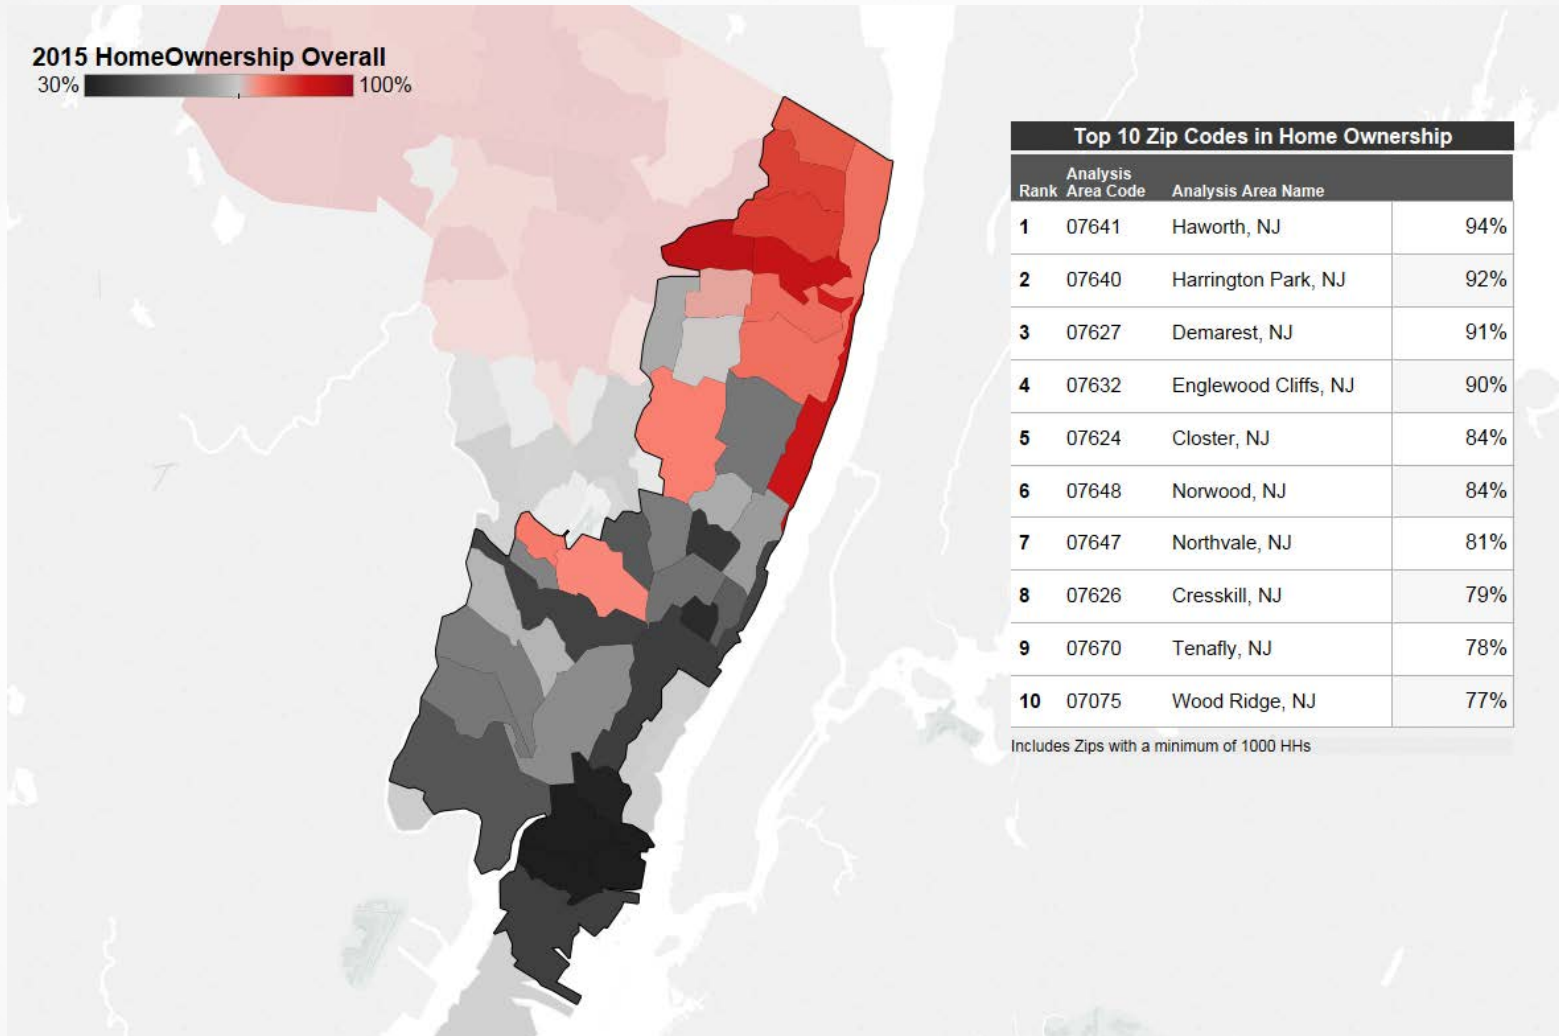 2015 HomeOwnership Overall
30% 100%
Top 10 Zip Codes in Home Ownership
Rank Analysis Area Code Analysis Area Name
1 07641 Haworth, NJ 94%
2 07640 Harrington Park, NJ 92%
3 07627 Demarest, NJ 91%
4 07632 Englewood Cliffs, NJ 90%
5 07624 Closter, NJ 84%
6 07648 Norwood, NJ 84%
7 07647 Northvale, NJ 81%
8 07626 Cresskill, NJ 79%
9 07670 Tenafly, NJ 78%
10 07075 Wood Ridge, NJ 77%
Includes Zips with a minimum of 1000 HHs